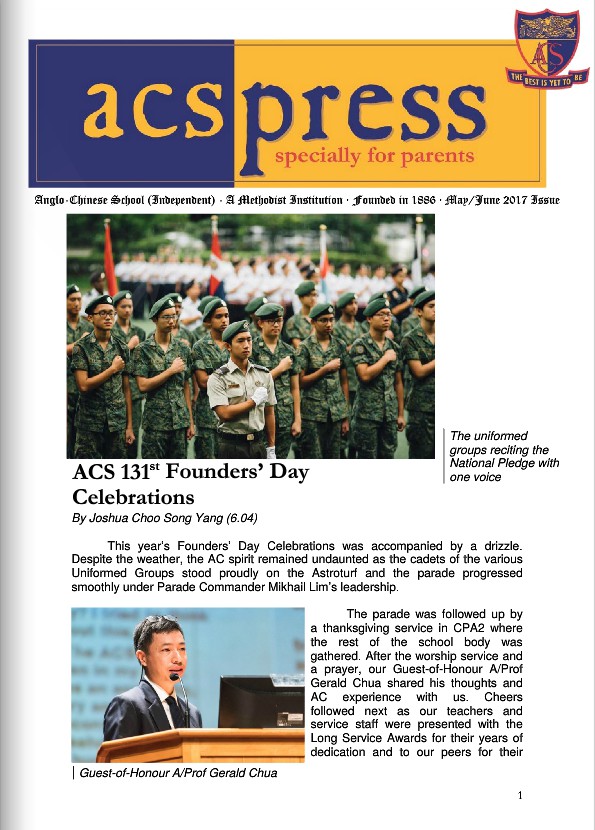 ACS
THE BEST IS YET TO BE
acspress
specially for parents
Anglo-Chinese School (Independent) · A Methodist Institution · Founded in 1886 · May/June 2017 Issue
The uniformed
groups reciting the
National Pledge with
one voice
ACS 131st Founders' Day
Celebrations
By Joshua Choo Song Yang (6.04)
This year's Founders' Day Celebrations was accompanied by a drizzle.
Despite the weather, the AC spirit remained undaunted as the cadets of the various
Uniformed Groups stood proudly on the Astroturf and the parade progressed
smoothly under Parade Commander Mikhail Lim's leadership.
The parade was followed up by
a thanksgiving service in CPA2 where
the rest of the school body was
gathered. After the worship service and
a prayer, our Guest-of-Honour A/Prof
Gerald Chua shared his thoughts and
AC experience with us. Cheers
followed next as our teachers and
service staff were presented with the
Long Service Awards for their years of
dedication and to our peers for their
Guest-of-Honour A/Prof Gerald Chua
1